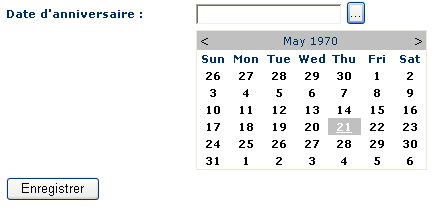 Date d'anniversaire :
...
< May 1970 >
Sun Mon Tue Wed Thu Fri Sat
26 27 28 29 30 1 2
3 4 5 6 7 8 9
10 11 12 13 14 15 16
17 18 19 20 21 22 23
24 25 26 27 28 29 30
31 1 2 3 4 5 6
Enregistrer